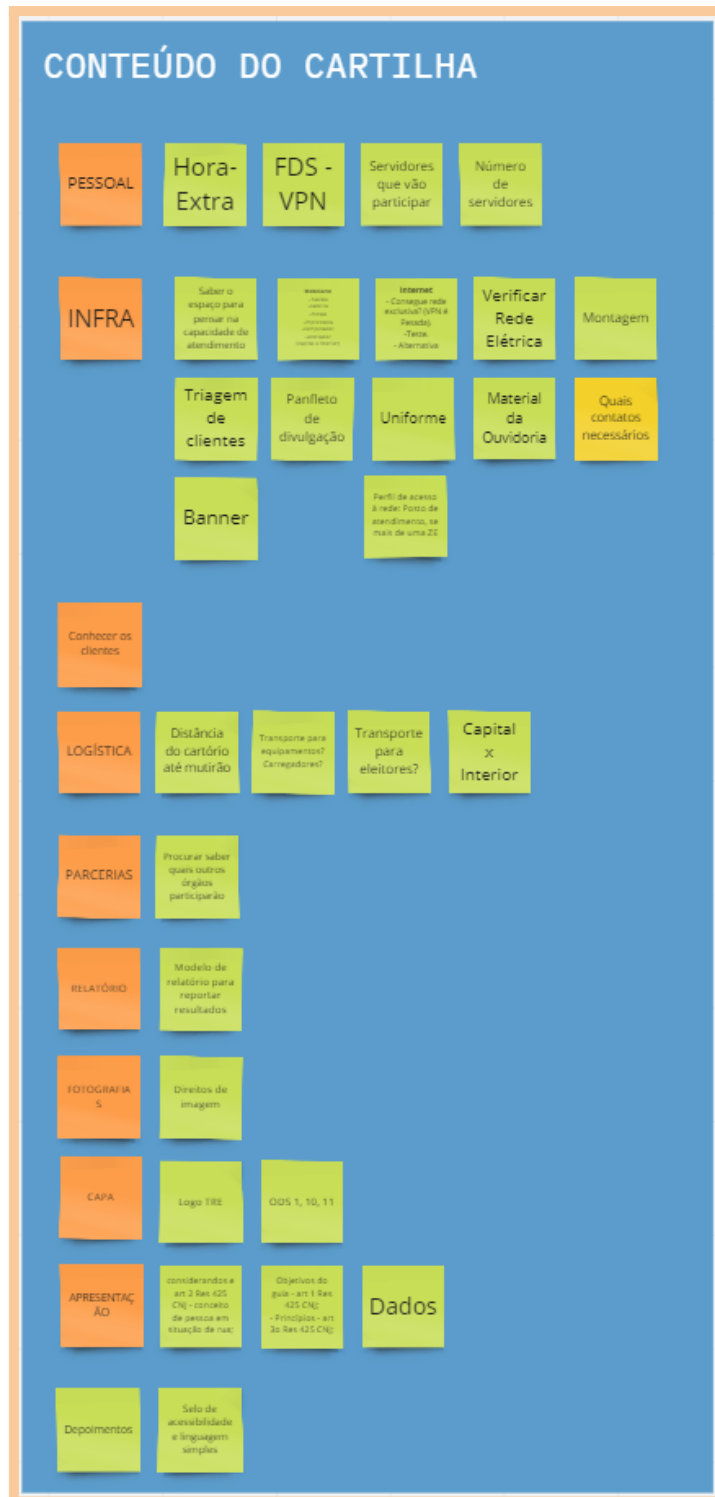 CONTEÚDO DO CARTILHA
PESSOAL
Hora-
Extra
FDS -
VPN
Servidores
que vão
participar
Número
de
servidores
INFRA
Saber o
espaço para
pensar na
capacidade de
atendimento
Internet
- Consegue rede
exclusiva? (VPN é
Pesada).
-Teste.
- Alternativa
Verificar
Rede
Elétrica
Montagem
Triagem
de
clientes
Panfleto
de
divulgação
Uniforme
Material
da
Ouvidoria
Quais
contatos
necessários
Banner
Perfil de acesso
à rede: Posto de
atendimento, se
mais de uma ZE
Conhecer os
clientes
LOGÍSTICA
Distância
do cartório
até mutirão
Transporte para
equipamentos?
Carregadores?
Transporte
para
eleitores?
Capital
x
Interior
PARCERIAS
Procurar saber
quais outros
órgãos
participarão
RELATÓRIO
Modelo de
relatório para
reportar
resultados
FOTOGRAFIA
S
Direitos de
imagem
CAPA
Logo TRE
ODS 1, 10, 11
APRESENTAÇ
ÃO
considerandos e
art 2 Res 425
CNJ - conceito
de pessoa em
situação de rua;
Objetivos do
guia - art 1 Res
425 CNJ;
- Princípios - art
3o Res 425 CNJ;
Dados
Depoimentos
Selo de
acessibilidade
e linguagem
simples